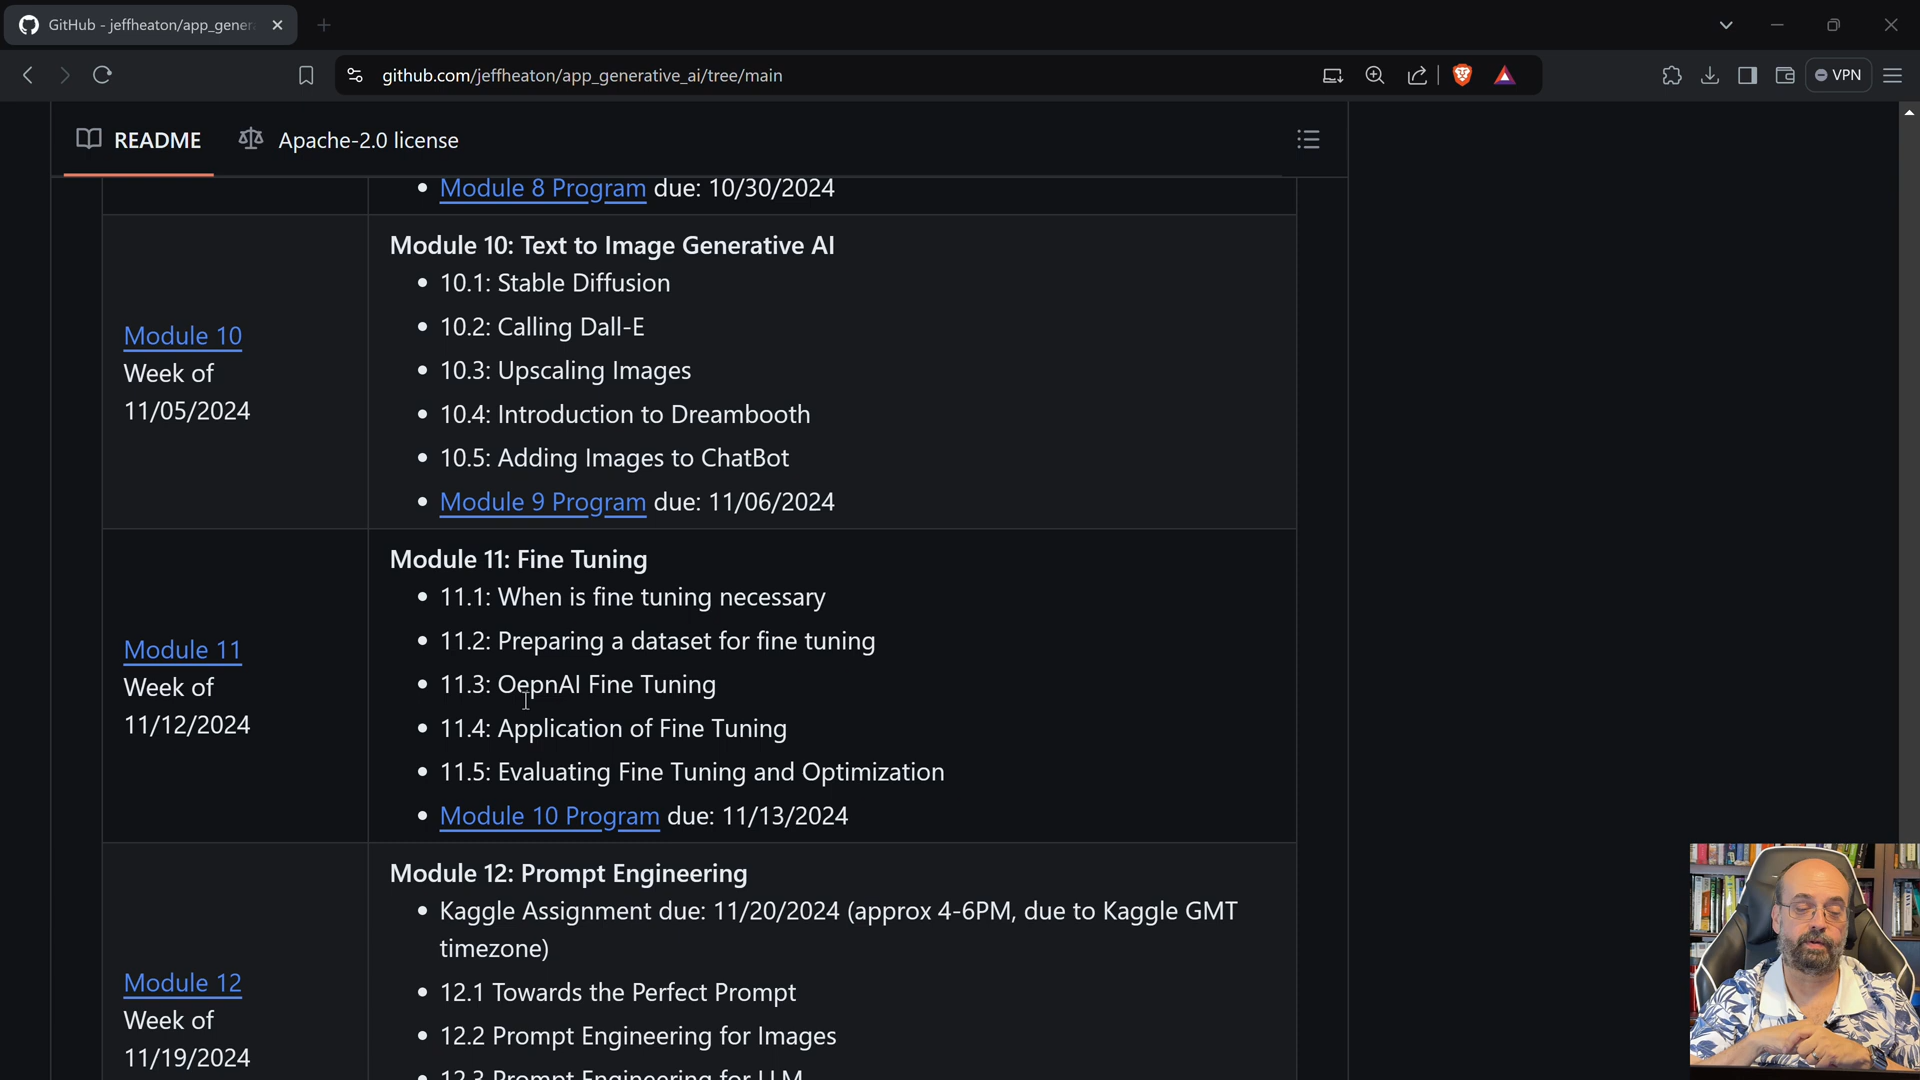 GitHub - jeffheaton/app_gener
github.com/jeffheaton/app_generative_ai/tree/main
VPN
README
Apache-2.0 license
Module 8 Program due: 10/30/2024
Module 10
Week of
11/05/2024
Module 10: Text to Image Generative AI
10.1: Stable Diffusion
10.2: Calling Dall-E
10.3: Upscaling Images
10.4: Introduction to Dreambooth
10.5: Adding Images to ChatBot
Module 9 Program due: 11/06/2024
Module 11
Week of
11/12/2024
Module 11: Fine Tuning
11.1: When is fine tuning necessary
11.2: Preparing a dataset for fine tuning
11.3: OepnAI Fine Tuning
11.4: Application of Fine Tuning
11.5: Evaluating Fine Tuning and Optimization
Module 10 Program due: 11/13/2024
Module 12
Week of
11/19/2024
Module 12: Prompt Engineering
Kaggle Assignment due: 11/20/2024 (approx 4-6PM, due to Kaggle GMT
timezone)
12.1 Towards the Perfect Prompt
12.2 Prompt Engineering for Images
12.3 Prompt Engineering for LLM